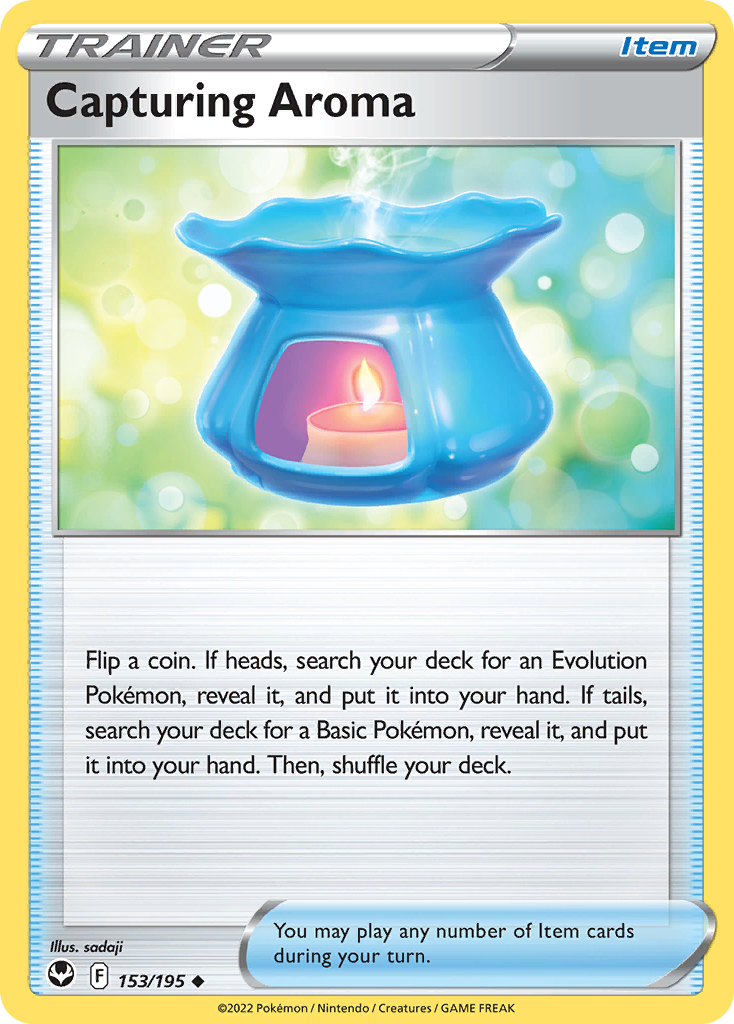 TRAINER
Item
Capturing Aroma
Flip a coin. If heads, search your deck for an Evolution
Pokémon, reveal it, and put it into your hand. If tails,
search your deck for a Basic Pokémon, reveal it, and put
it into your hand. Then, shuffle your deck.
You may play any number of Item cards
during your turn.
Illus. sadaji
F 153/195
©2022 Pokémon / Nintendo / Creatures / GAME FREAK